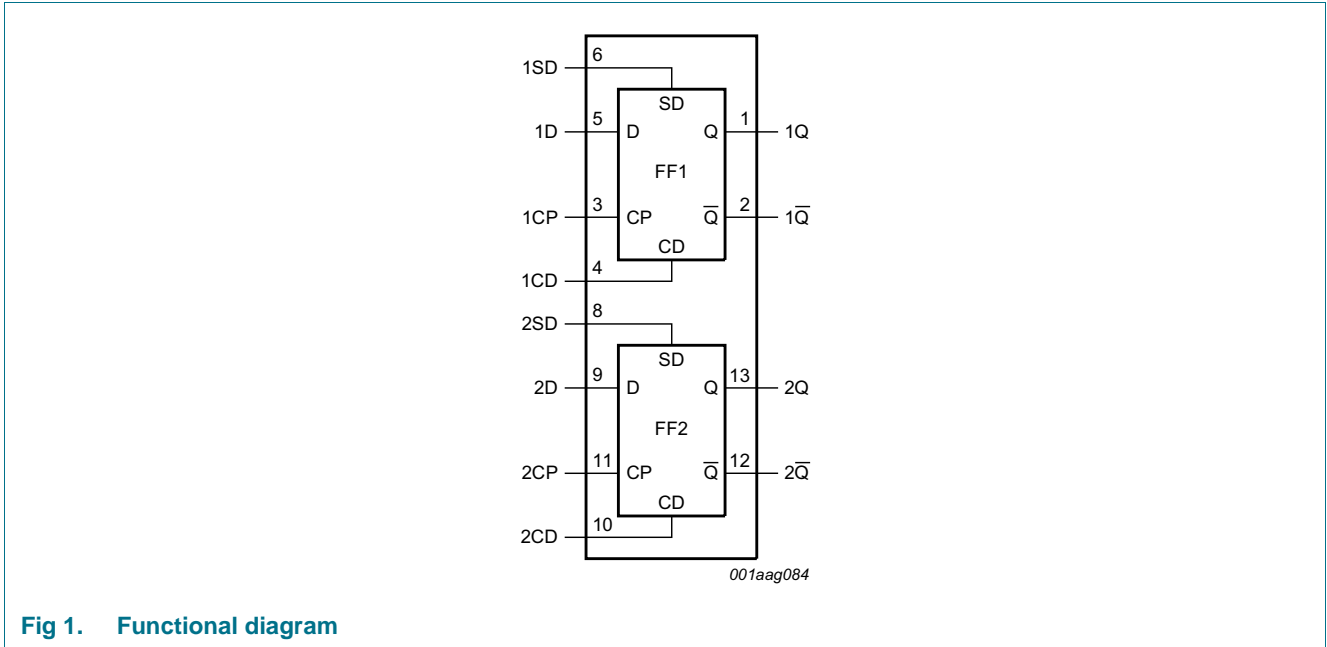 6
1SD
SD
5
1
1D
D
Q
1Q
FF1
3
2
1CP
CP
Q̅
1Q̅
CD
4
1CD
8
2SD
SD
9
13
2D
D
Q
2Q
FF2
11
12
2CP
CP
Q̅
2Q̅
CD
10
2CD
001aag084
Fig 1. Functional diagram